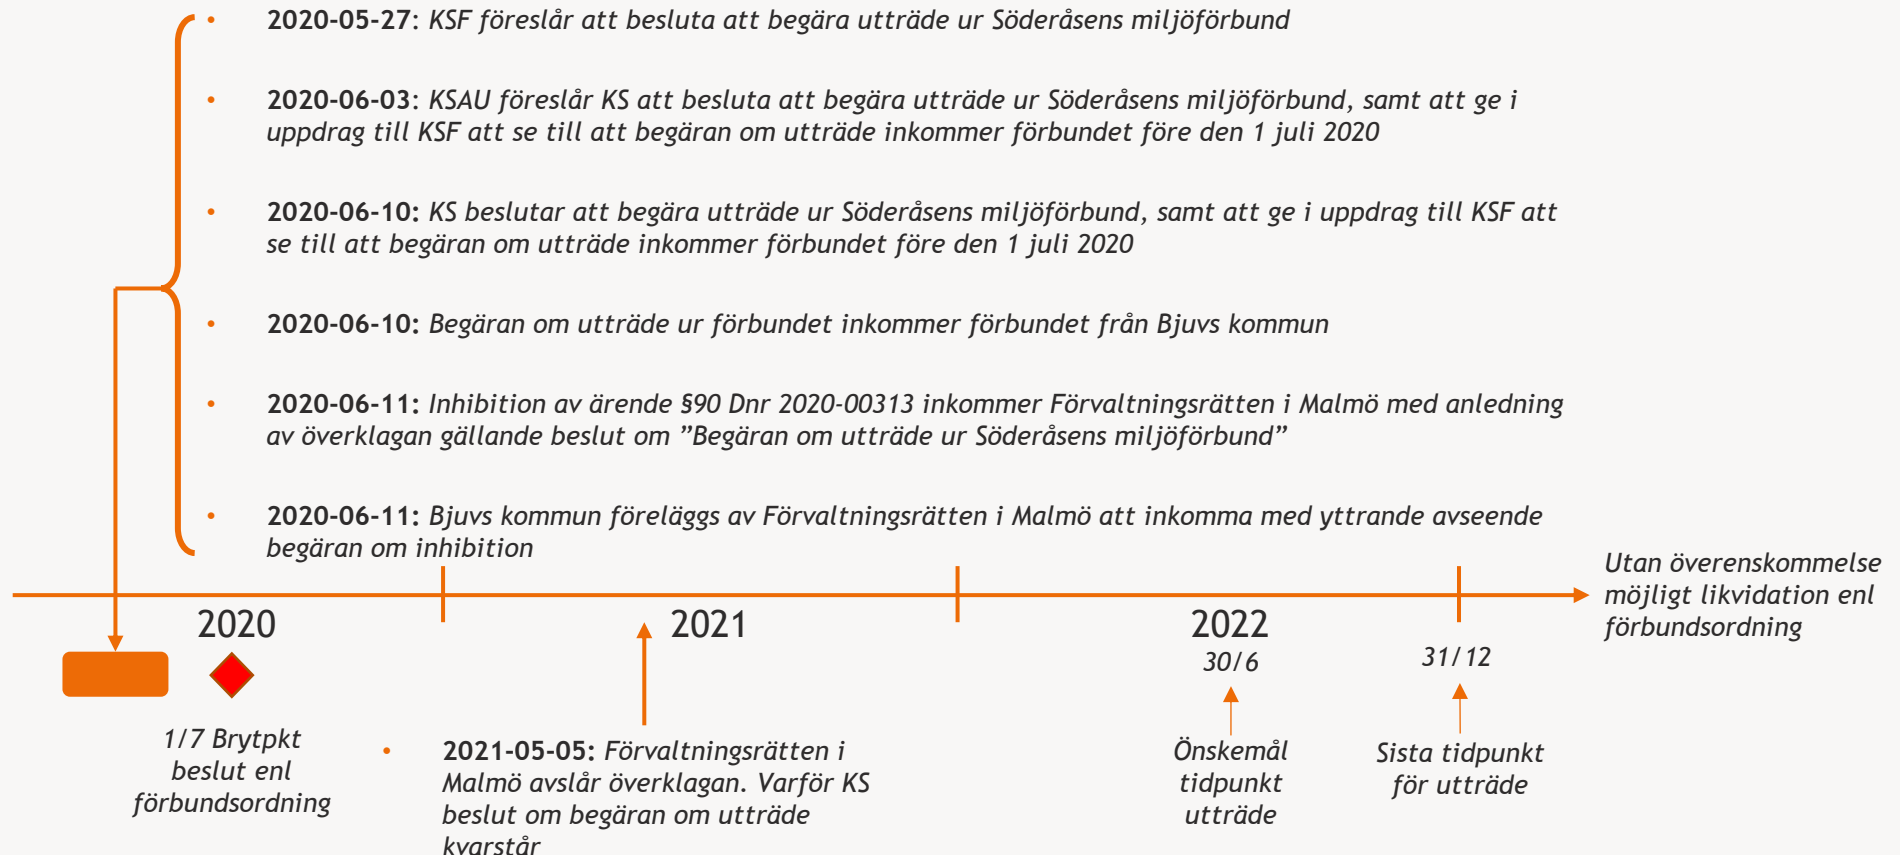 • 2020-05-27: KSF föreslår att besluta att begära utträde ur Söderåsens miljöförbund
• 2020-06-03: KSAU föreslår KS att besluta att begära utträde ur Söderåsens miljöförbund, samt att ge i
uppdrag till KSF att se till att begäran om utträde inkommer förbundet före den 1 juli 2020
• 2020-06-10: KS beslutar att begära utträde ur Söderåsens miljöförbund, samt att ge i uppdrag till KSF att
se till att begäran om utträde inkommer förbundet före den 1 juli 2020
• 2020-06-10: Begäran om utträde ur förbundet inkommer förbundet från Bjuvs kommun
• 2020-06-11: Inhibition av ärende §90 Dnr 2020-00313 inkommer Förvaltningsrätten i Malmö med anledning
av överklagan gällande beslut om ”Begäran om utträde ur Söderåsens miljöförbund”
• 2020-06-11: Bjuvs kommun föreläggs av Förvaltningsrätten i Malmö att inkomma med yttrande avseende
begäran om inhibition
Utan överenskommelse
möjligt likvidation enl
förbundsordning
2020
2021
2022
30/6
31/12
1/7 Brytpkt
beslut enl
förbundsordning
• 2021-05-05: Förvaltningsrätten i
Malmö avslår överklagan. Varför KS
beslut om begäran om utträde
kvarstår
Önskemål
tidpunkt
utträde
Sista tidpunkt
för utträde